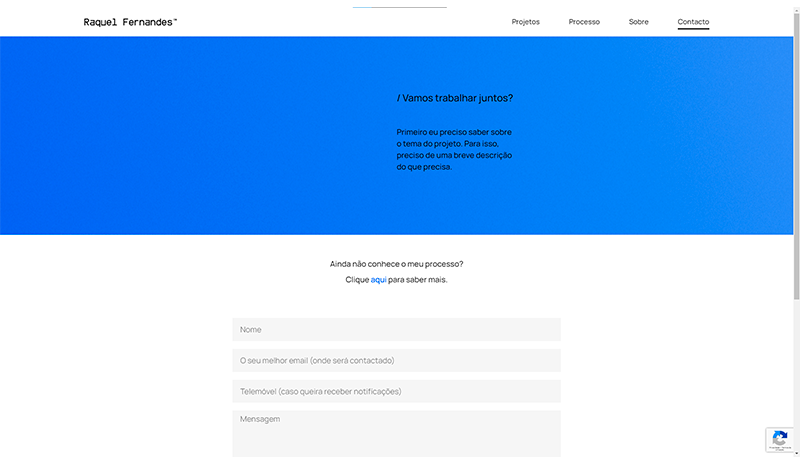 Raquel Fernandes™
Projetos
Processo
Sobre
Contacto
/ Vamos trabalhar juntos?
Primeiro eu preciso saber sobre
o tema do projeto. Para isso,
preciso de uma breve descrição
do que precisa.
Ainda não conhece o meu processo?
Clique aqui para saber mais.
Nome
O seu melhor email (onde será contactado)
Telemóvel (caso queira receber notificações)
Mensagem